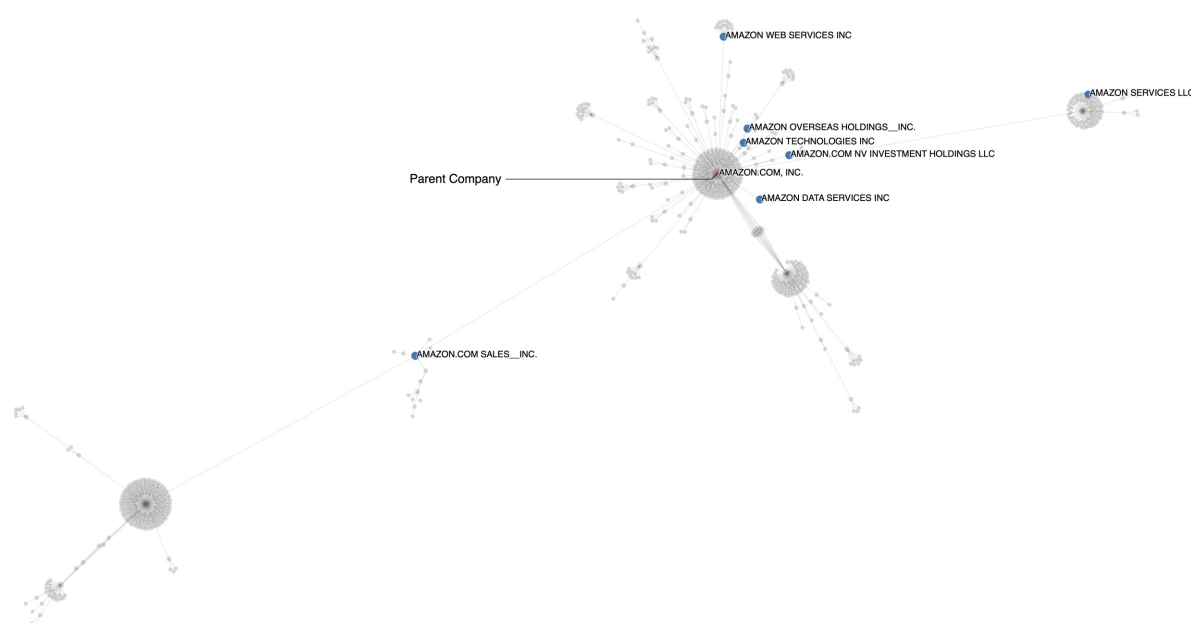 AMAZON WEB SERVICES INC
AMAZON SERVICES LLC
AMAZON OVERSEAS HOLDINGS__INC.
AMAZON TECHNOLOGIES INC
AMAZON.COM NV INVESTMENT HOLDINGS LLC
Parent Company
AMAZON.COM, INC.
AMAZON DATA SERVICES INC
AMAZON.COM SALES__INC.